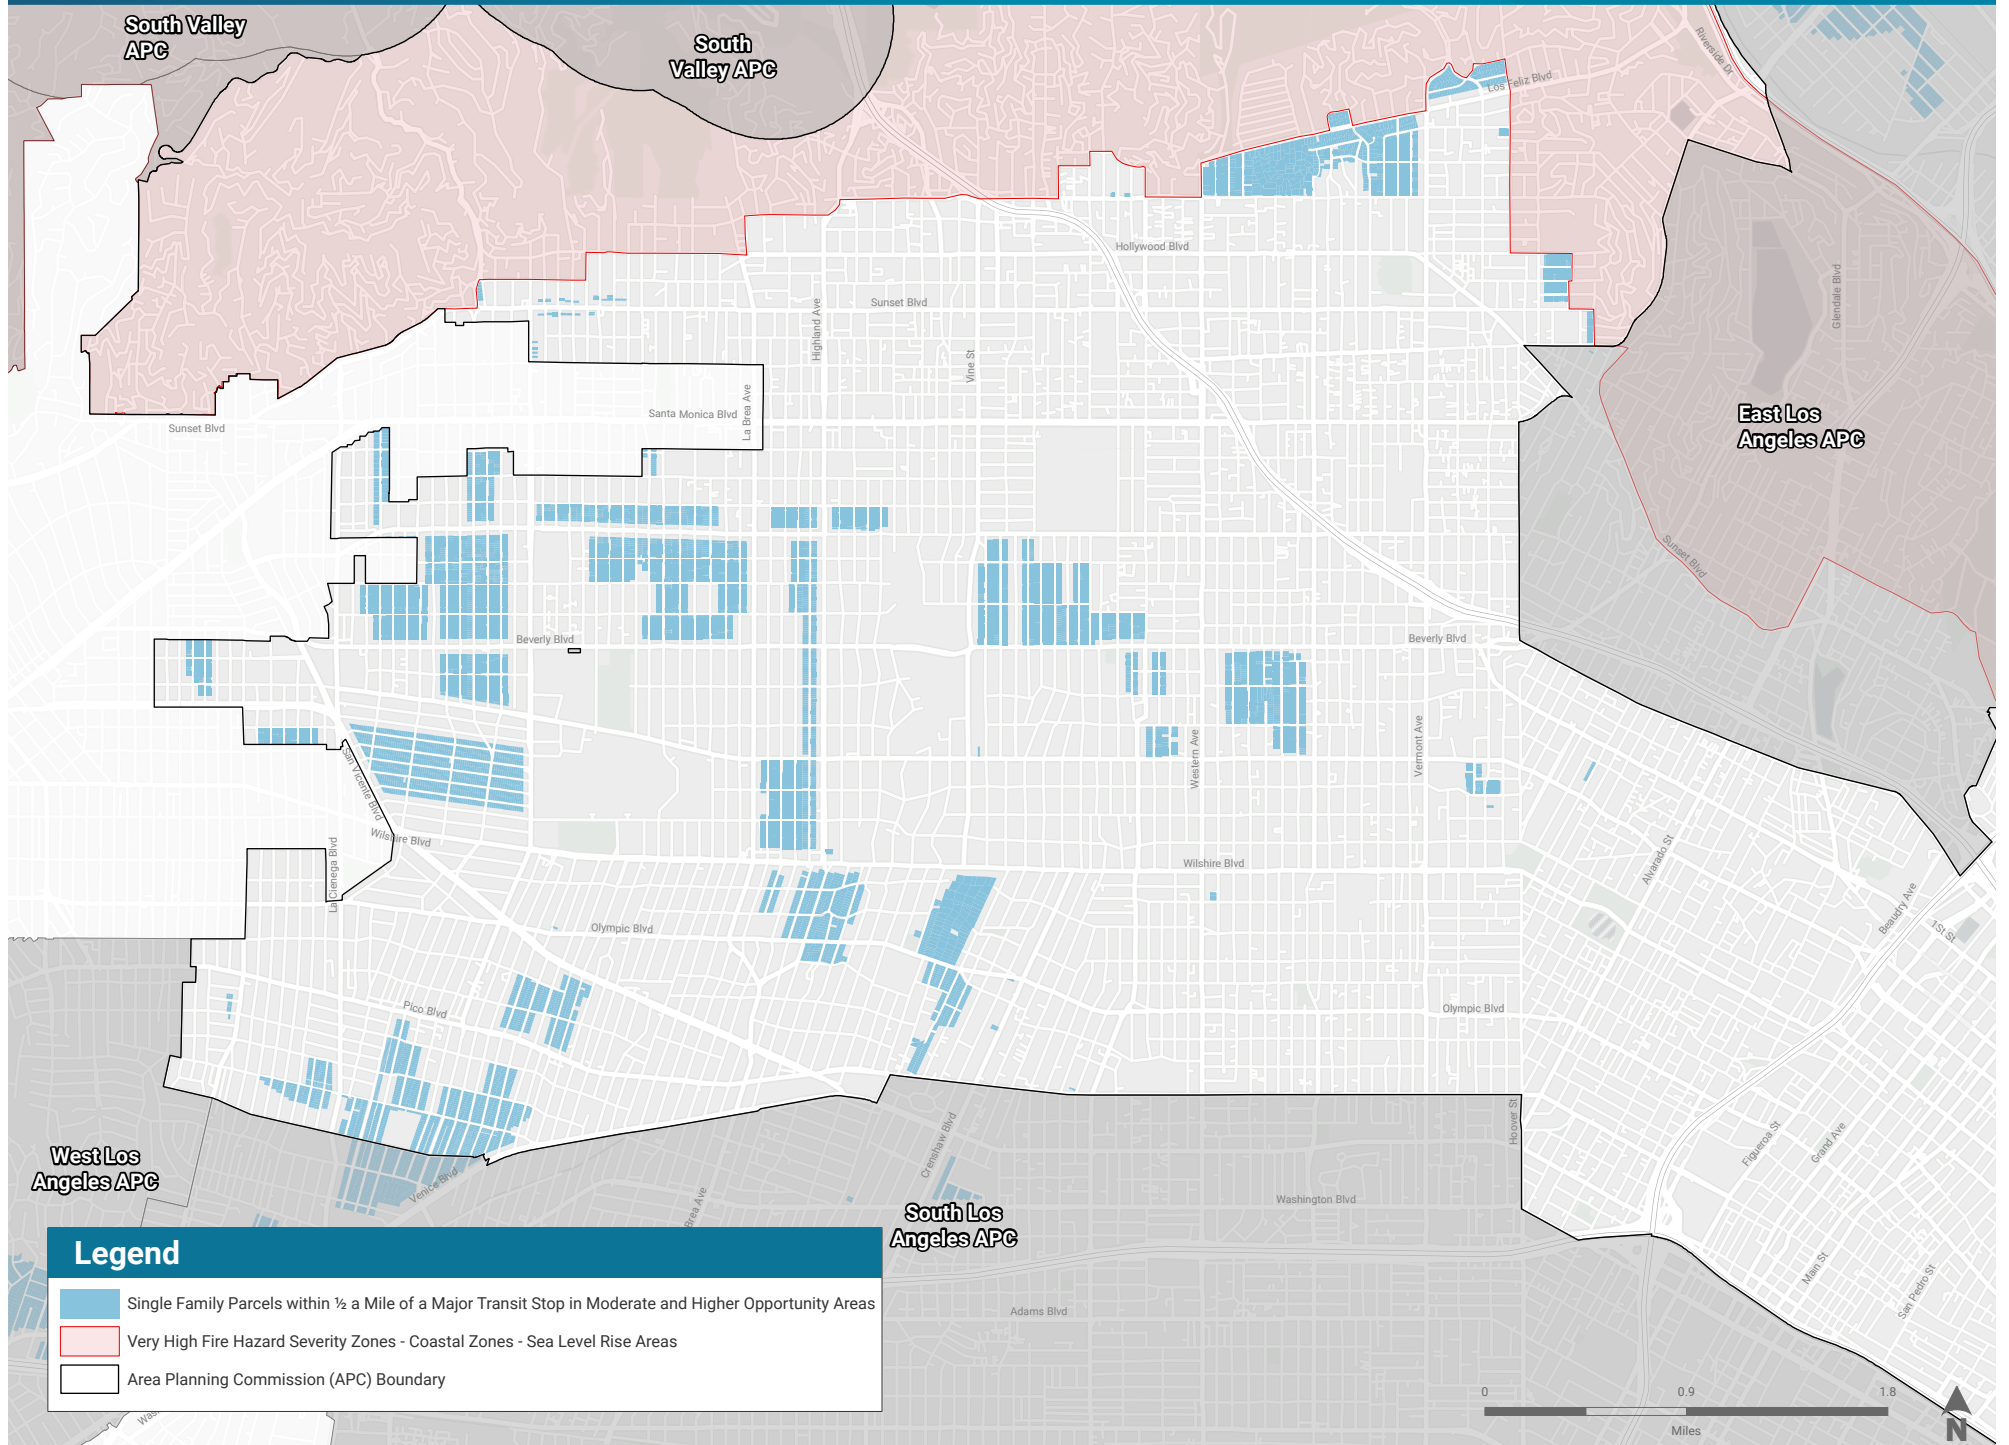 South Valley
APC
South
Valley APC
Riverside Dr
Los Feliz Blvd
Hollywood Blvd
Glendale Blvd
Sunset Blvd
Highland Ave
Vine St
La Brea Ave
Santa Monica Blvd
Sunset Blvd
East Los
Angeles APC
Sunset Blvd
Beverly Blvd
Beverly Blvd
San Vicente Blvd
Western Ave
Vermont Ave
Wilshire Blvd
Wilshire Blvd
La Cienega Blvd
Alvarado St
Beaudry Ave
1St St
Olympic Blvd
Pico Blvd
Olympic Blvd
Hoover St
Crenshaw Blvd
Figueroa St
Grand Ave
West Los
Angeles APC
Venice Blvd
Brea Ave
Washington Blvd
South Los
Angeles APC
Main St
San Pedro St
Adams Blvd
Legend
Single Family Parcels within ½ a Mile of a Major Transit Stop in Moderate and Higher Opportunity Areas
Very High Fire Hazard Severity Zones - Coastal Zones - Sea Level Rise Areas
Area Planning Commission (APC) Boundary
0 0.9 1.8
Miles
N